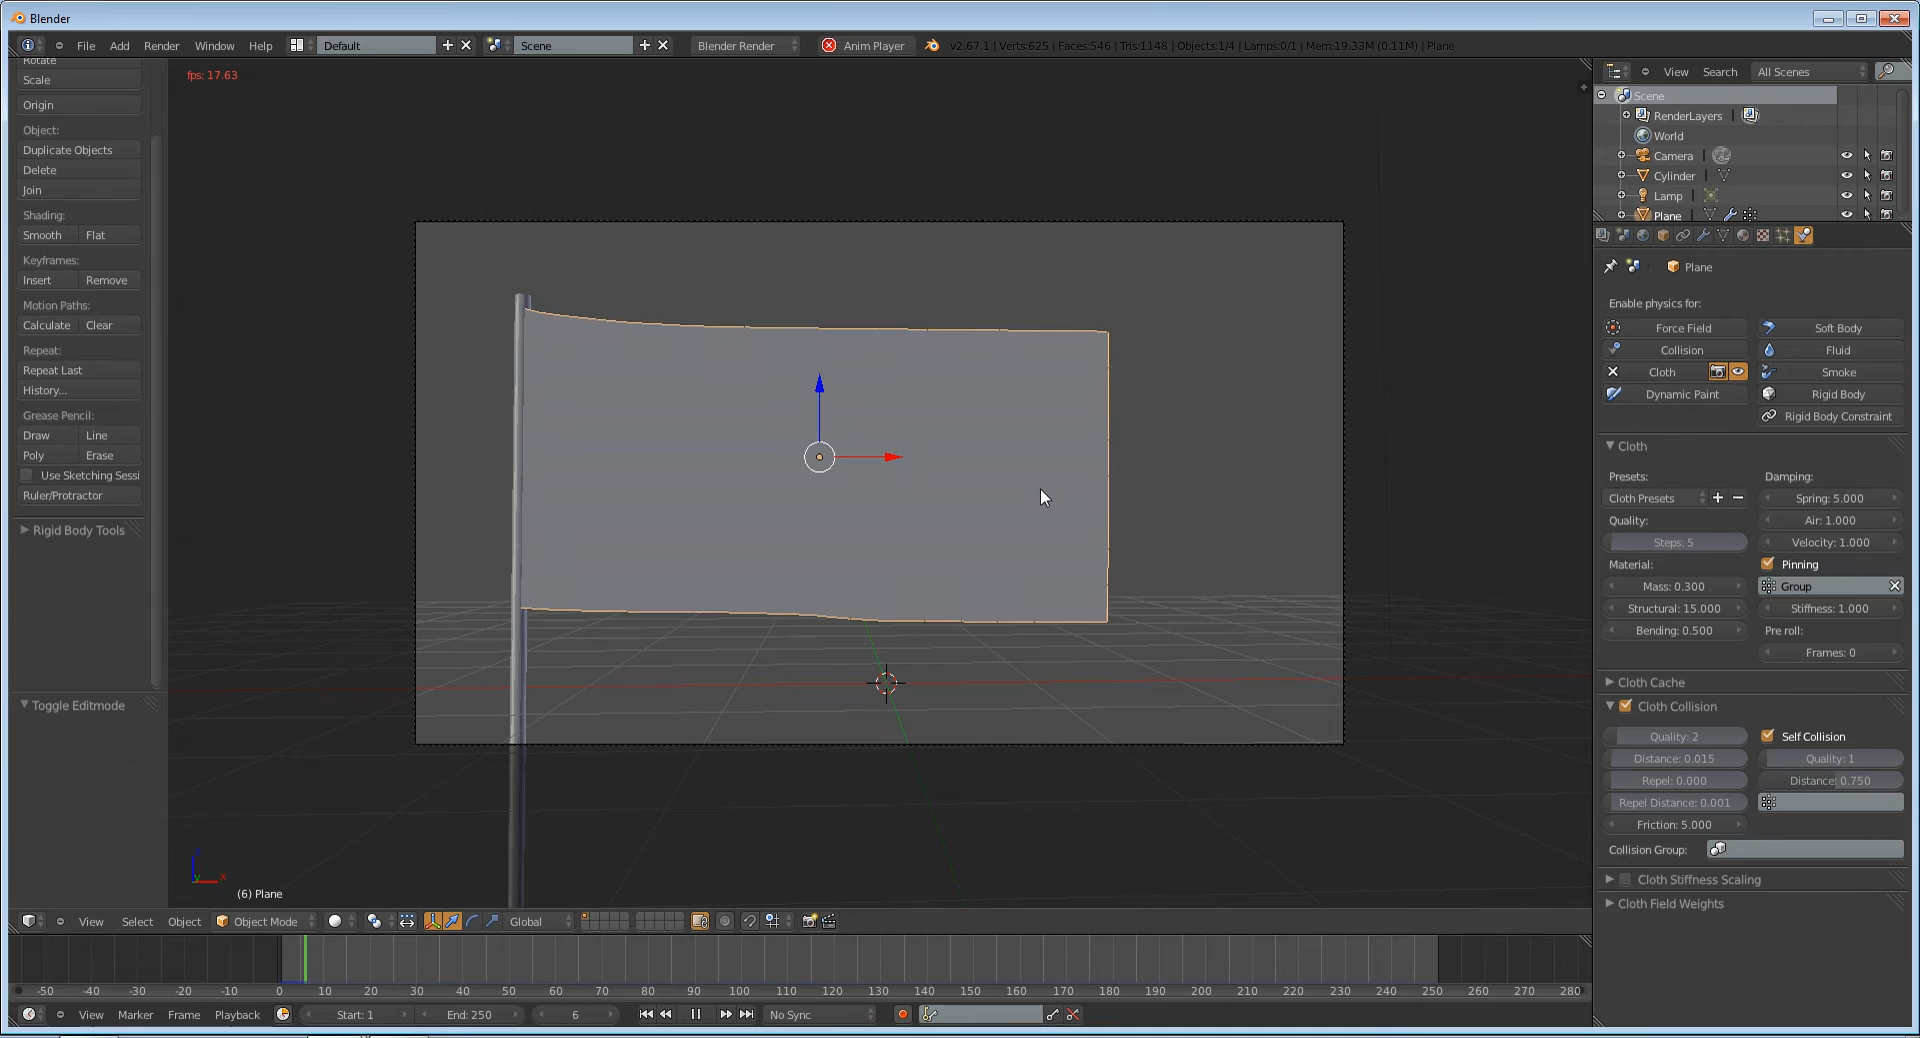 Blender
File Add Render Window Help Default Scene Blender Render Anim Player v2.67.1 | Verts:625 | Faces:546 | Tris:1148 | Objects:1/4 | Lamps:0/1 | Mem:19.33M (0.11M) | Plane
Rotate
Scale
Origin
Object:
Duplicate Objects
Delete
Join
Shading:
Smooth Flat
Keyframes:
Insert Remove
Motion Paths:
Calculate Clear
Repeat:
Repeat Last
History...
Grease Pencil:
Draw Line
Poly Erase
Use Sketching Sessi
Ruler/Protractor
Rigid Body Tools
Toggle Editmode
fps: 17.63
(6) Plane
View Search All Scenes
Scene
RenderLayers |
World
Camera |
Cylinder |
Lamp |
Plane |
Plane
Enable physics for:
Force Field Soft Body
Collision Fluid
Cloth Smoke
Dynamic Paint Rigid Body
Rigid Body Constraint
Cloth
Presets: Damping:
Cloth Presets Spring: 5.000
Quality: Air: 1.000
Steps: 5 Velocity: 1.000
Material: Pinning
Mass: 0.300 Group
Structural: 15.000 Stiffness: 1.000
Bending: 0.500 Pre roll:
Frames: 0
Cloth Cache
Cloth Collision
Quality: 2 Self Collision
Distance: 0.015 Quality: 1
Repel: 0.000 Distance: 0.750
Repel Distance: 0.001
Friction: 5.000
Collision Group:
Cloth Stiffness Scaling
Cloth Field Weights
View Select Object Object Mode Global
-50 -40 -30 -20 -10 0 10 20 30 40 50 60 70 80 90 100 110 120 130 140 150 160 170 180 190 200 210 220 230 240 250 260 270 280
View Marker Frame Playback Start: 1 End: 250 6 No Sync